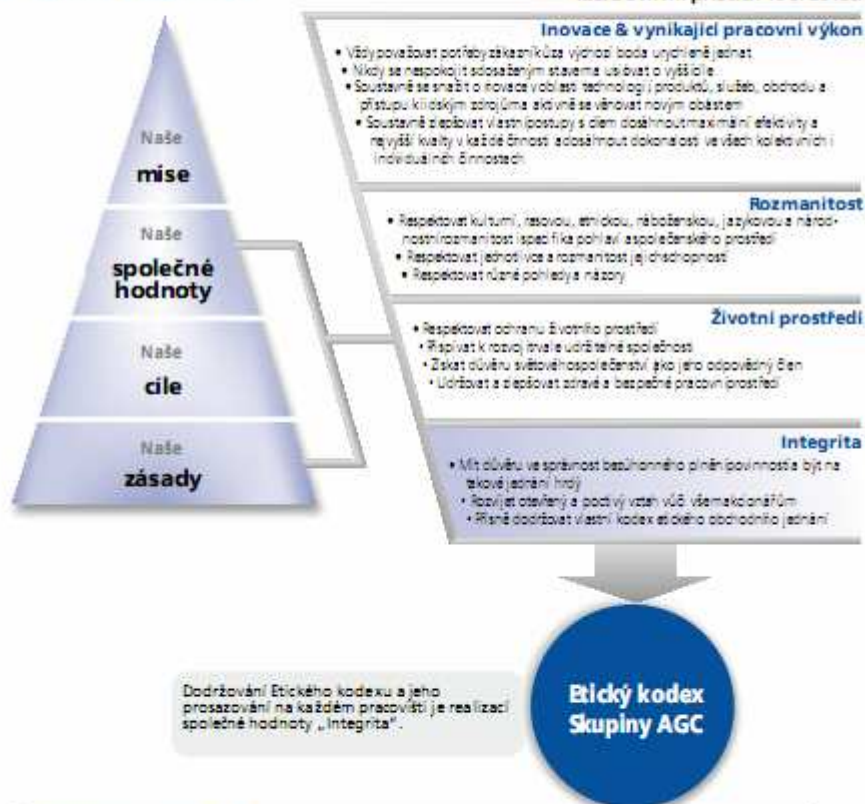 Naše
mise
Naše
společné
hodnoty
Naše
cíle
Naše
zásady
Inovace & vynikající pracovní výkon
• Vždy považovat potřeby zákazníků za výchozí bod a urychleně jednat
• Nikdy se nespokojit s dosaženým stavem a usilovat o vyšší cíle
• Soustavně se snažit o inovace v oblasti technologií, produktů, služeb, obchodu a
přístupu k lidským zdrojům a aktivně se věnovat novým oblastem
• Soustavně zlepšovat vlastní postupy s cílem dosáhnout maximální efektivity a
nejvyšší kvality v každé činnosti a dosáhnout dokonalosti ve všech kolektivních i
individuálních činnostech
Rozmanitost
• Respektovat kulturní, rasovou, etnickou, náboženskou, jazykovou a národ-
nostní rozmanitost i specifika pohlaví a společenského prostředí
• Respektovat jednotlivce a rozmanitost jejich schopností
• Respektovat různé pohledy a názory
Životní prostředí
• Respektovat ochranu životního prostředí
• Přispívat k rozvoji trvale udržitelné společnosti
• Získat důvěru světového společenství jako jeho odpovědný člen
• Udržovat a zlepšovat zdravé a bezpečné pracovní prostředí
Integrita
• Mít důvěru ve správnost bezúhonného plnění povinností a být na
takové jednání hrdý
• Rozvíjet otevřený a poctivý vztah vůči všem akcionářům
• Přísně dodržovat vlastní kodex etického obchodního jednání
Dodržování Etického kodexu a jeho
prosazování na každém pracovišti je realizací
společné hodnoty „Integrita“.
Etický kodex
Skupiny AGC